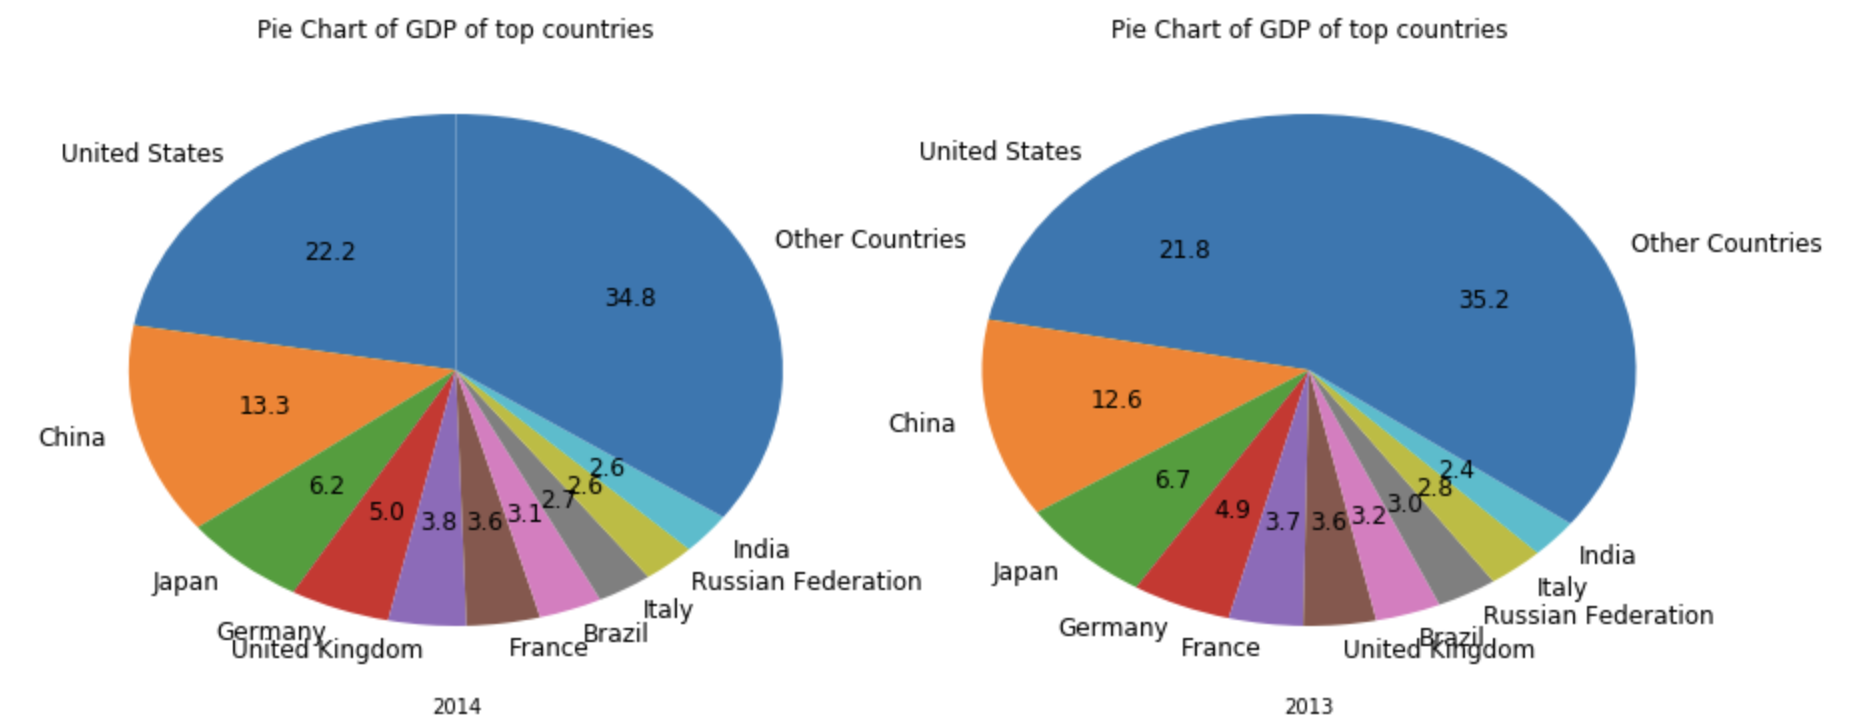 Pie Chart of GDP of top countries
United States
Other Countries
22.2
34.8
13.3
China
6.2
5.0
3.8
3.6
3.1
2.7
2.6
2.6
India
Russian Federation
Italy
Brazil
France
United Kingdom
Germany
Japan
2014
Pie Chart of GDP of top countries
United States
Other Countries
21.8
35.2
12.6
China
6.7
4.9
3.7
3.6
3.2
3.0
2.8
2.4
India
Italy
Russian Federation
Brazil
United Kingdom
France
Germany
Japan
2013